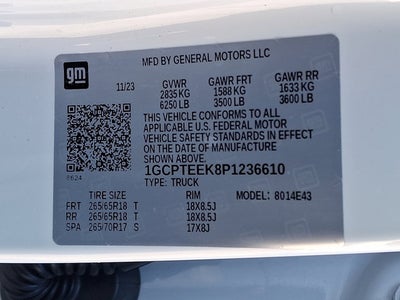 MFD BY GENERAL MOTORS LLC
gm
11/23 GVWR GAWR FRT GAWR RR
2835 KG 1588 KG 1633 KG
6250 LB 3500 LB 3600 LB
THIS VEHICLE CONFORMS TO ALL
APPLICABLE U.S. FEDERAL MOTOR
VEHICLE SAFETY STANDARDS IN EFFECT
ON THE DATE OF MANUFACTURE SHOWN ABOVE.
1GCPTEEK8P1236610
TYPE: TRUCK
F624
TIRE SIZE RIM MODEL: 8014E43
FRT 265/65R18 T 18X8.5J
RR 265/65R18 T 18X8.5J
SPA 265/70R17 S 17X8J